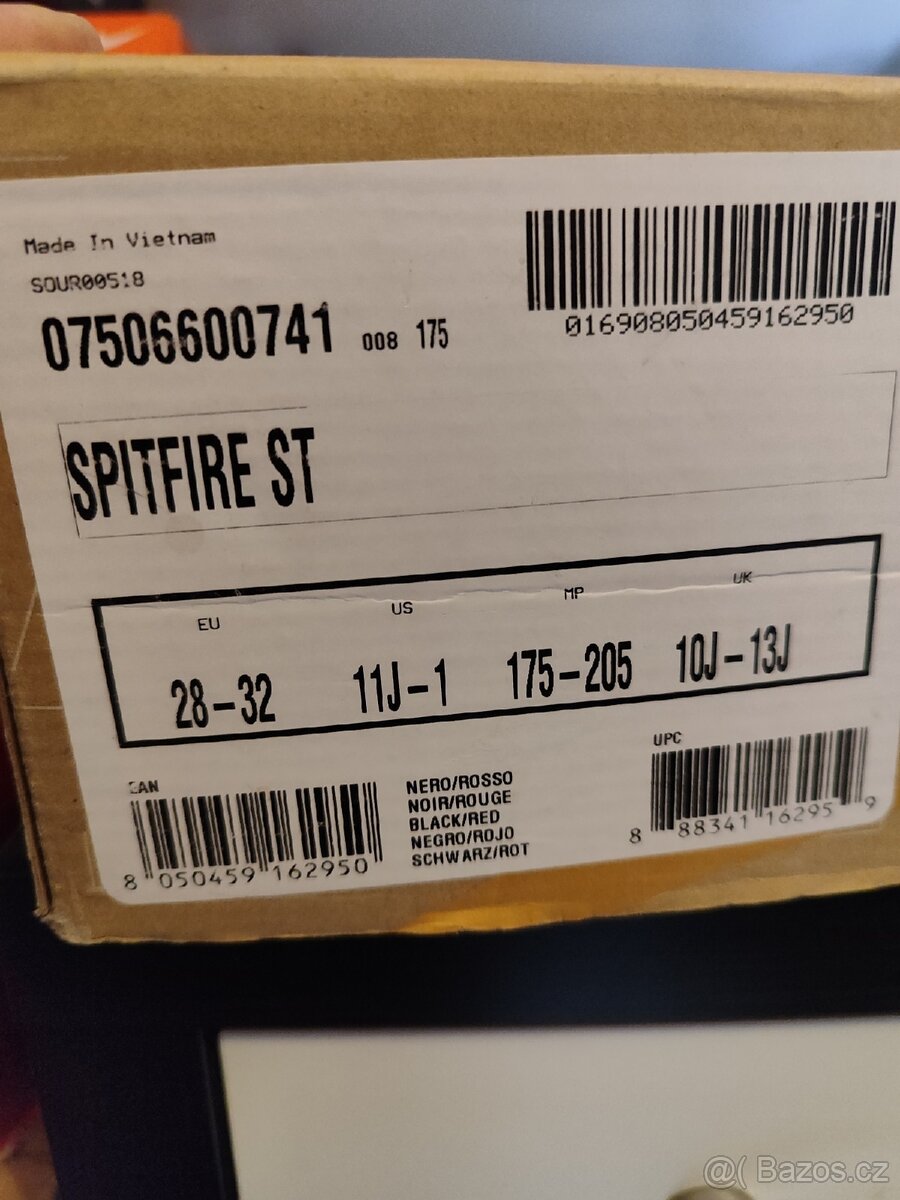 Made In Vietnam
SOUR00518
07506600741 008 175
016908050459162950
SPITFIRE ST
EU US MP UK
28-32 11J-1 175-205 10J-13J
EAN
8 050459 162950
NERO/ROSSO
NOIR/ROUGE
BLACK/RED
NEGRO/ROJO
SCHWARZ/ROT
UPC
8 88341 16295 9
@( Bazos.cz